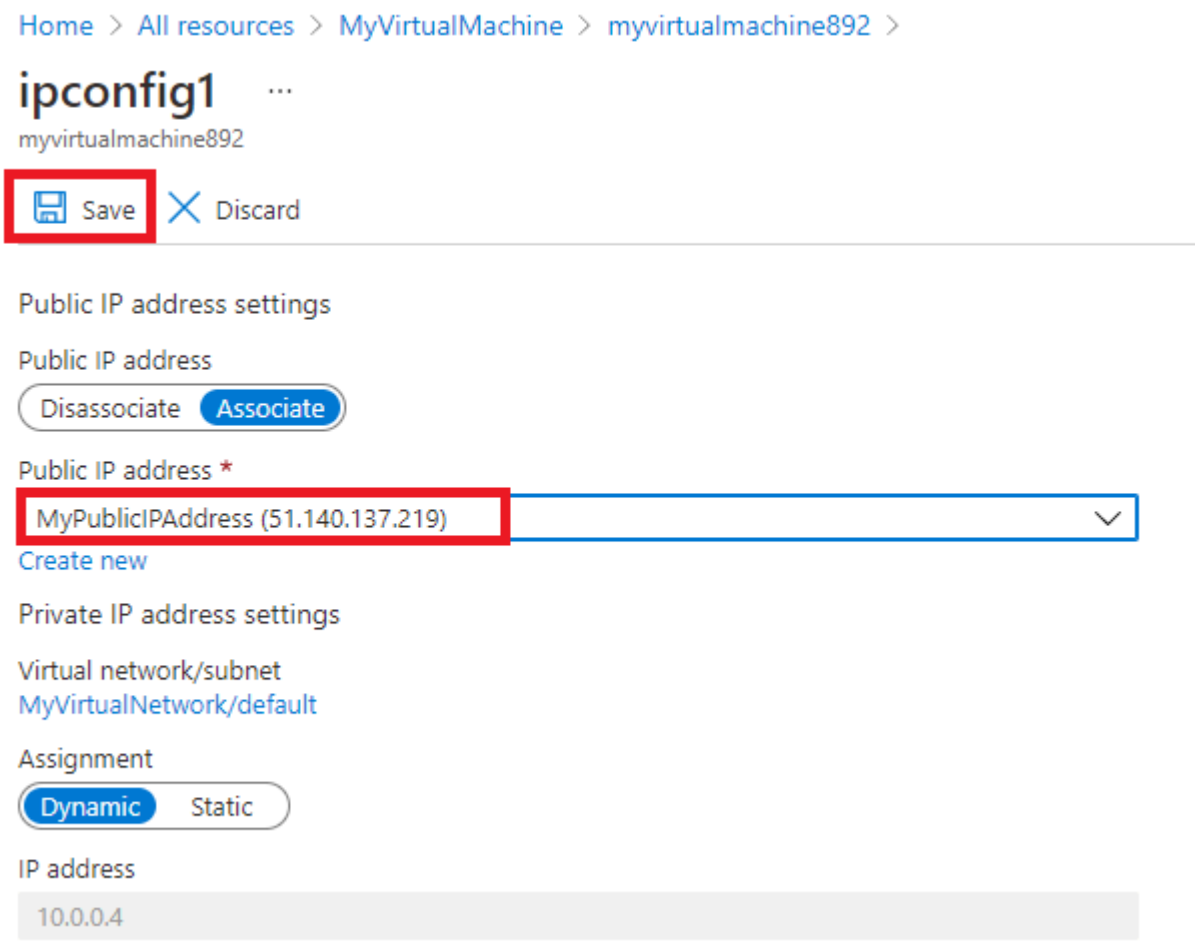 Home > All resources > MyVirtualMachine > myvirtualmachine892 >
ipconfig1 ...
myvirtualmachine892
Save Discard
Public IP address settings
Public IP address
Disassociate Associate
Public IP address *
MyPublicIPAddress (51.140.137.219)
Create new
Private IP address settings
Virtual network/subnet
MyVirtualNetwork/default
Assignment
Dynamic Static
IP address
10.0.0.4